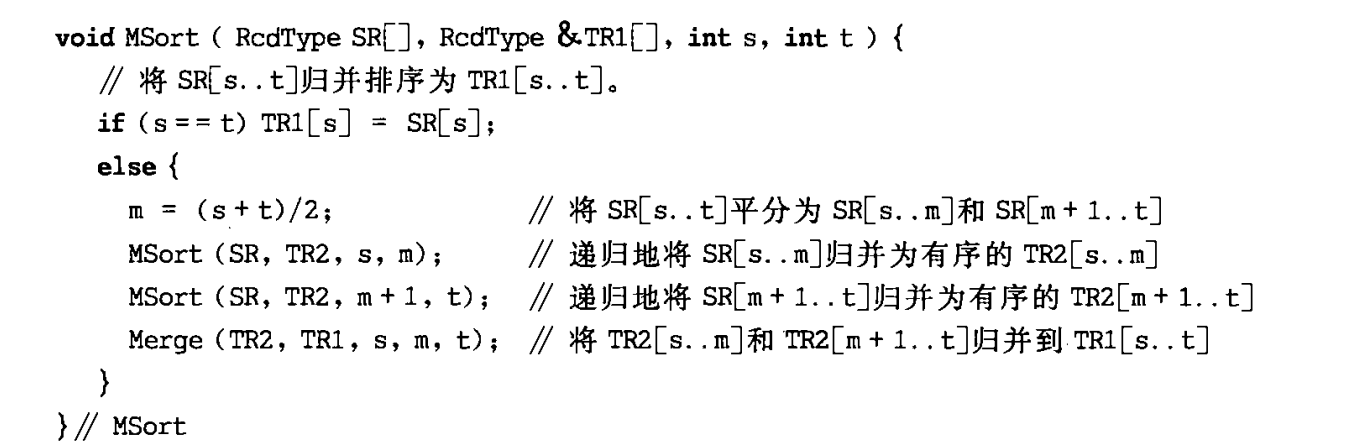 void MSort ( RcdType SR[], RcdType &TR1[], int s, int t ) {
// 将 SR[s..t]归并排序为 TR1[s..t]。
if (s == t) TR1[s] = SR[s];
else {
m = (s + t)/2; // 将 SR[s..t]平分为 SR[s..m]和 SR[m + 1..t]
MSort (SR, TR2, s, m); // 递归地将 SR[s..m]归并为有序的 TR2[s..m]
MSort (SR, TR2, m + 1, t); // 递归地将 SR[m + 1..t]归并为有序的 TR2[m + 1..t]
Merge (TR2, TR1, s, m, t); // 将 TR2[s..m]和 TR2[m + 1..t]归并到 TR1[s..t]
}
} // MSort